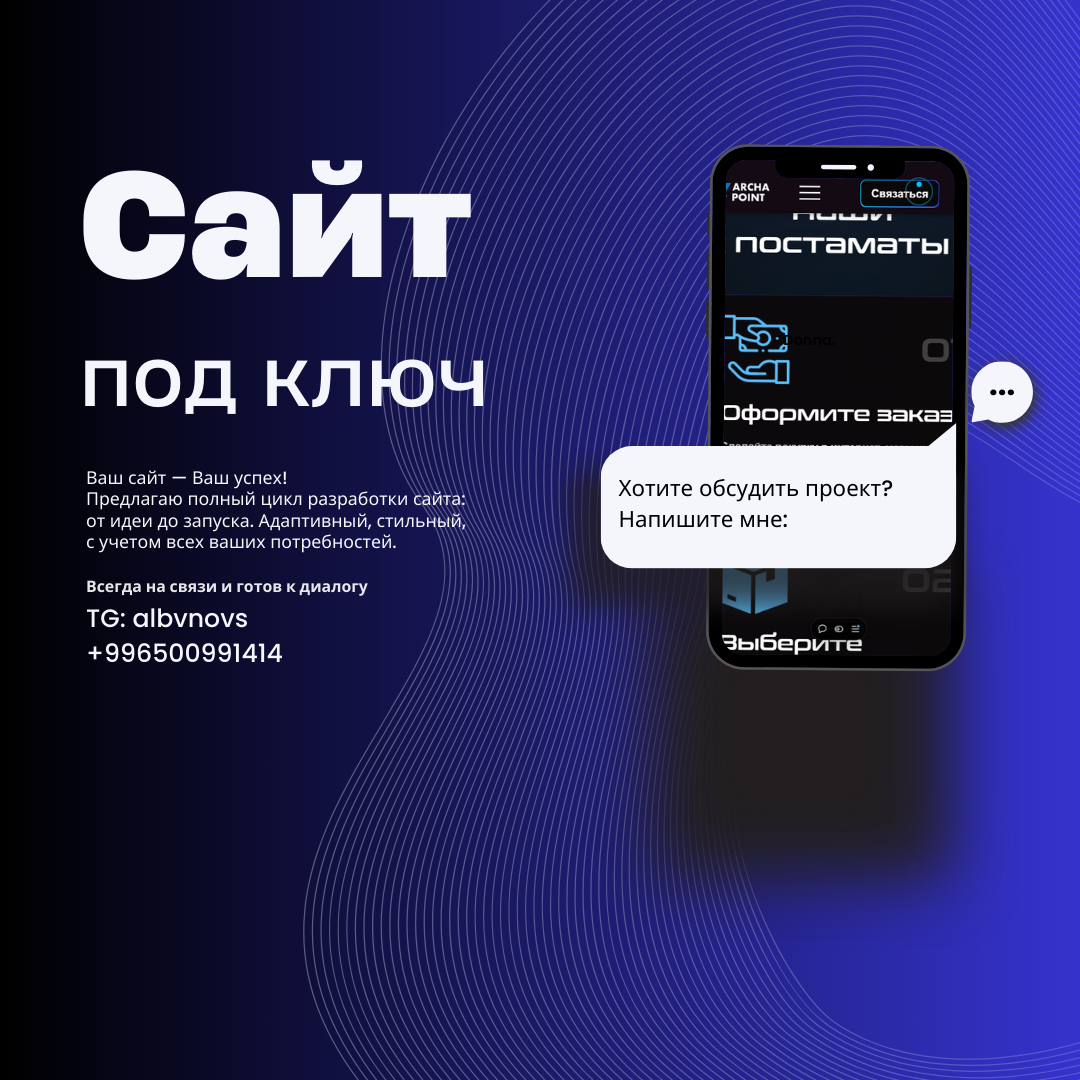 Сайт
под ключ
Ваш сайт — Ваш успех!
Предлагаю полный цикл разработки сайта:
от идеи до запуска. Адаптивный, стильный,
с учетом всех ваших потребностей.
Всегда на связи и готов к диалогу
TG: albvnovs
+996500991414
ARCHA
POINT
Связаться
Наши
постаматы
Оформите заказ
Хотите обсудить проект?
Напишите мне:
Выберите